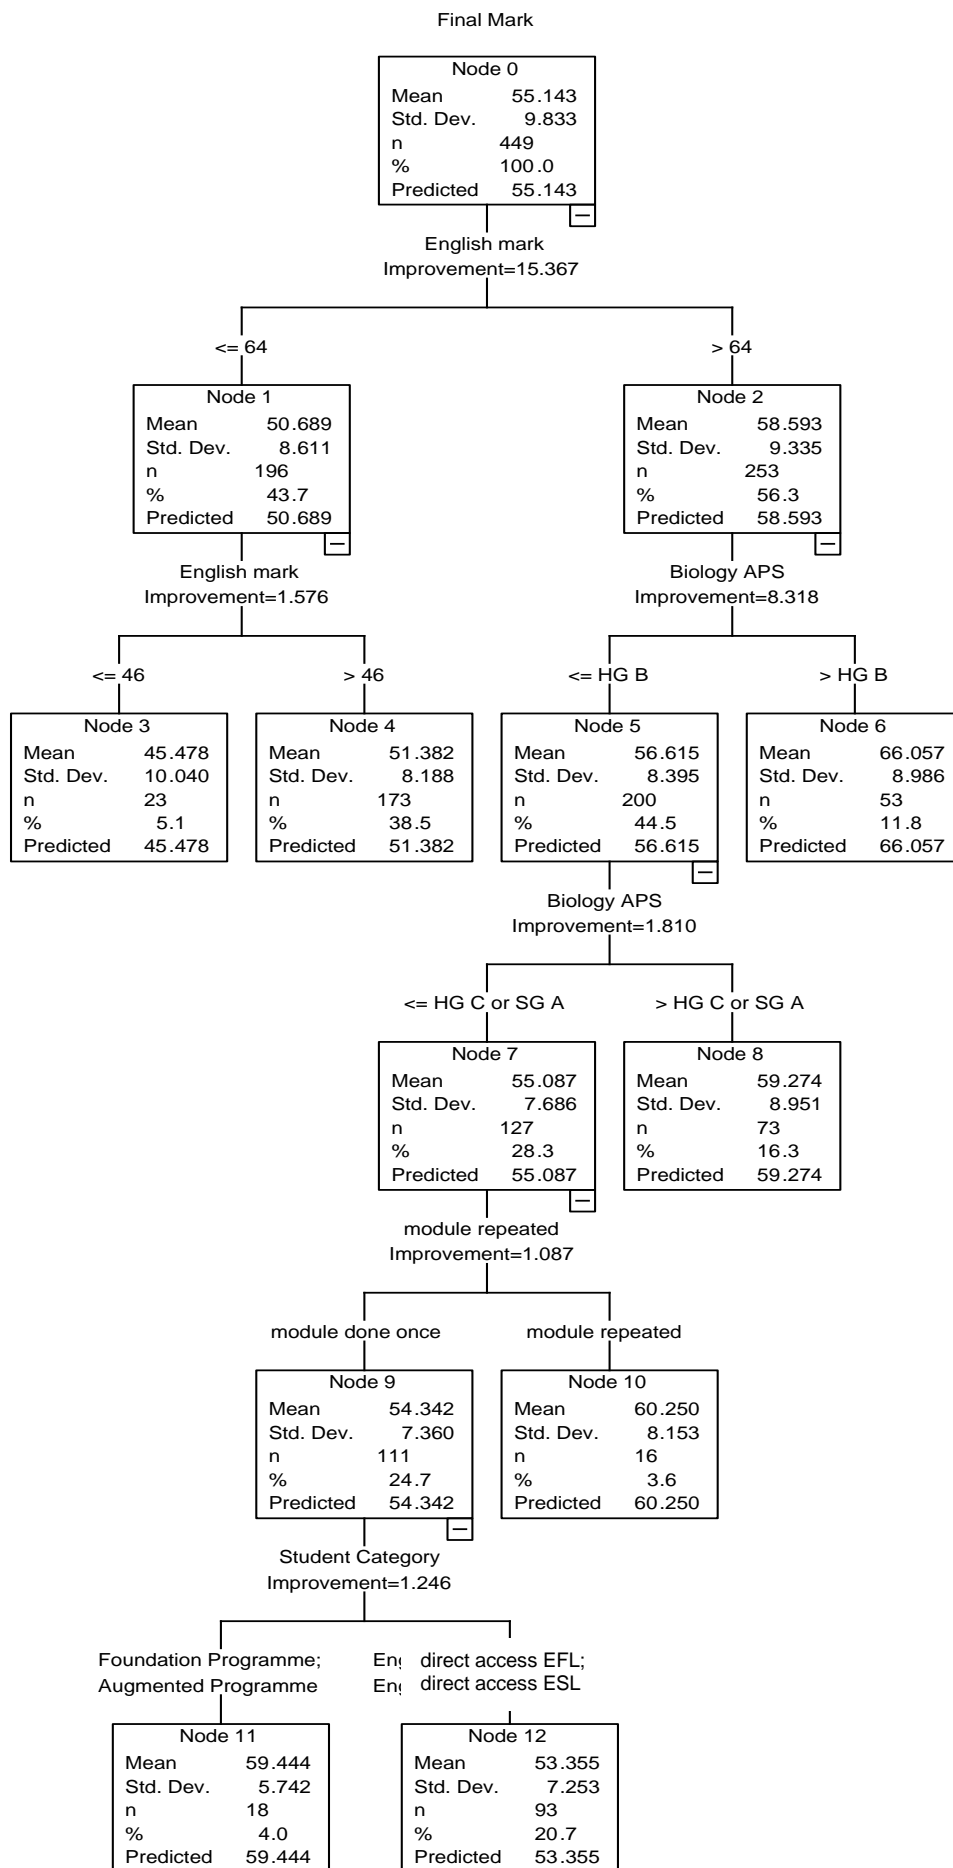 Final Mark
Node 0
Mean 55.143
Std. Dev. 9.833
n 449
% 100.0
Predicted 55.143
English mark
Improvement=15.367
<= 64
> 64
Node 1
Mean 50.689
Std. Dev. 8.611
n 196
% 43.7
Predicted 50.689
Node 2
Mean 58.593
Std. Dev. 9.335
n 253
% 56.3
Predicted 58.593
English mark
Improvement=1.576
Biology APS
Improvement=8.318
<= 46
> 46
<= HG B
> HG B
Node 3
Mean 45.478
Std. Dev. 10.040
n 23
% 5.1
Predicted 45.478
Node 4
Mean 51.382
Std. Dev. 8.188
n 173
% 38.5
Predicted 51.382
Node 5
Mean 56.615
Std. Dev. 8.395
n 200
% 44.5
Predicted 56.615
Node 6
Mean 66.057
Std. Dev. 8.986
n 53
% 11.8
Predicted 66.057
Biology APS
Improvement=1.810
<= HG C or SG A
> HG C or SG A
Node 7
Mean 55.087
Std. Dev. 7.686
n 127
% 28.3
Predicted 55.087
Node 8
Mean 59.274
Std. Dev. 8.951
n 73
% 16.3
Predicted 59.274
module repeated
Improvement=1.087
module done once
module repeated
Node 9
Mean 54.342
Std. Dev. 7.360
n 111
% 24.7
Predicted 54.342
Node 10
Mean 60.250
Std. Dev. 8.153
n 16
% 3.6
Predicted 60.250
Student Category
Improvement=1.246
Foundation Programme;
Augmented Programme
direct access EFL;
direct access ESL
Node 11
Mean 59.444
Std. Dev. 5.742
n 18
% 4.0
Predicted 59.444
Node 12
Mean 53.355
Std. Dev. 7.253
n 93
% 20.7
Predicted 53.355